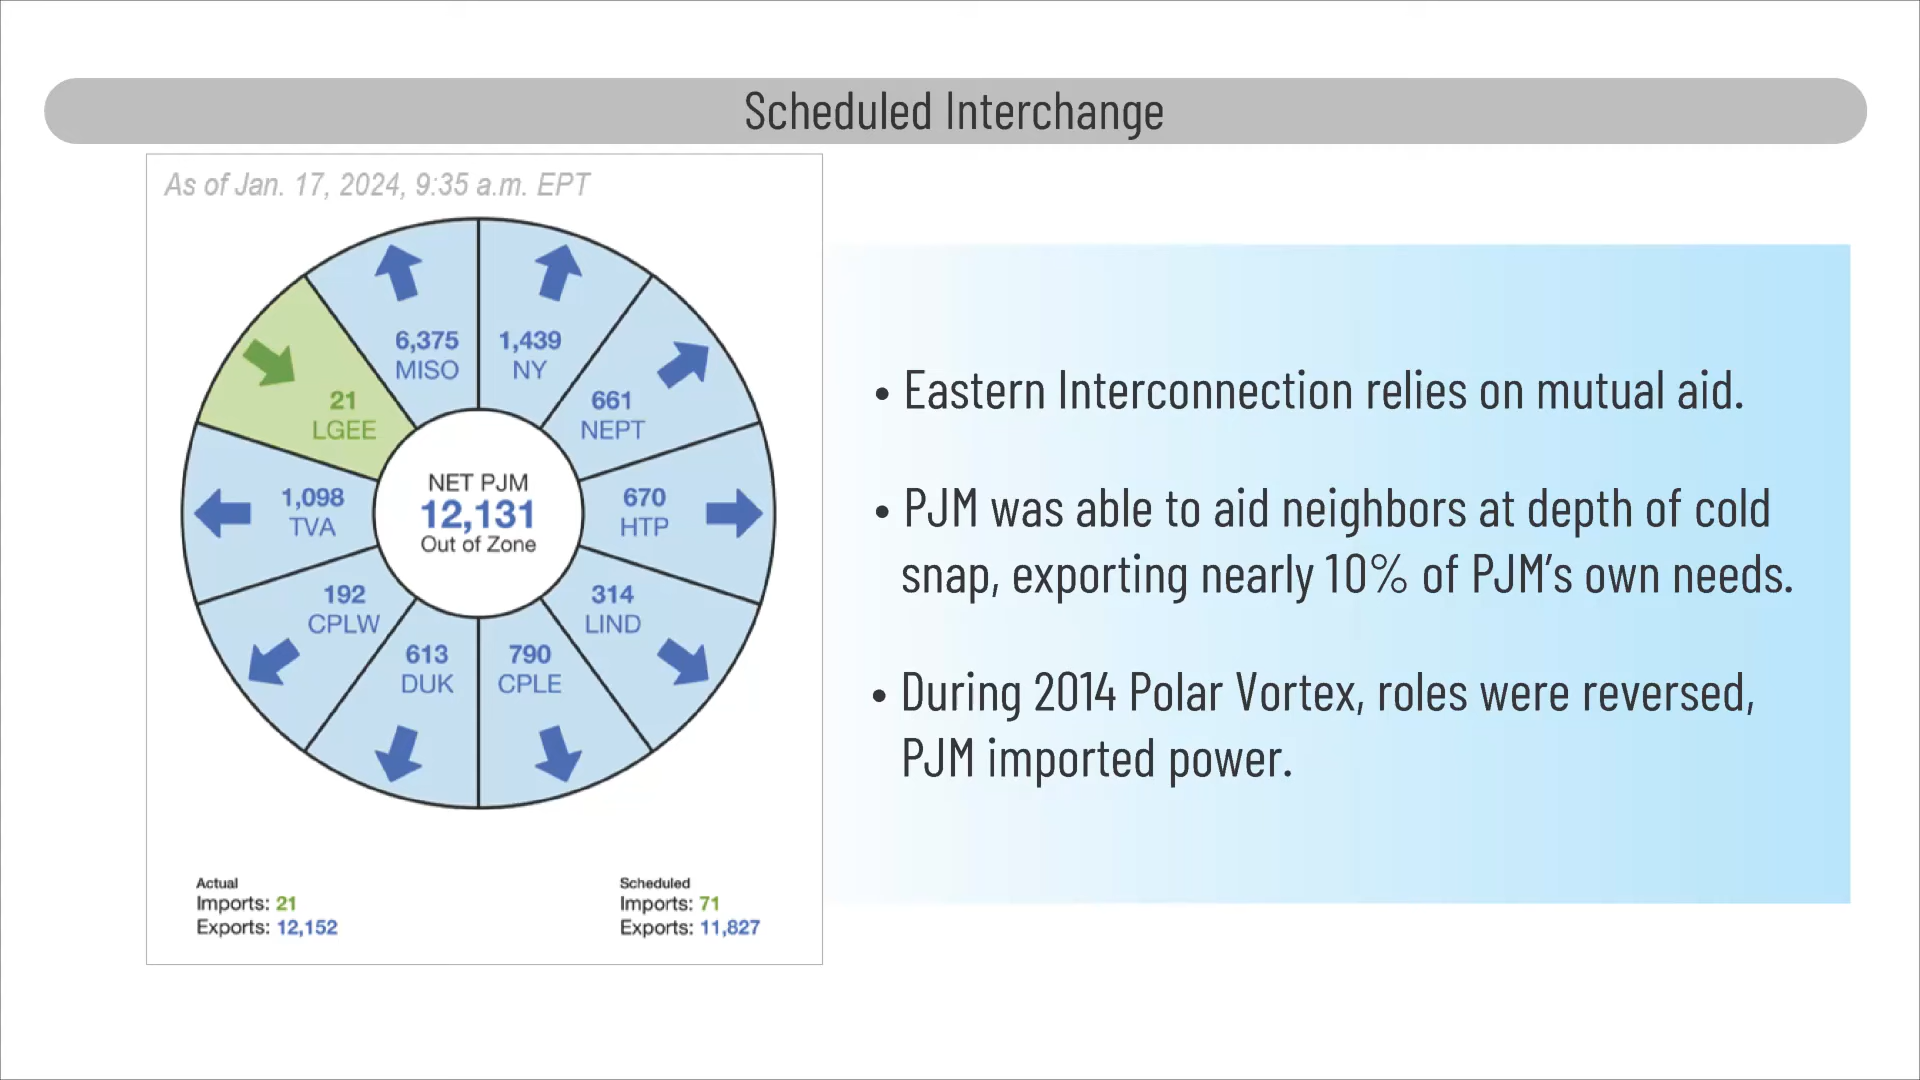 Scheduled Interchange
As of Jan. 17, 2024, 9:35 a.m. EPT
6,375
MISO
1,439
NY
661
NEPT
21
LGEE
NET PJM
12,131
Out of Zone
1,098
TVA
670
HTP
192
CPLW
314
LIND
613
DUK
790
CPLE
Actual
Imports: 21
Exports: 12,152
Scheduled
Imports: 71
Exports: 11,827
• Eastern Interconnection relies on mutual aid.
• PJM was able to aid neighbors at depth of cold
snap, exporting nearly 10% of PJM's own needs.
• During 2014 Polar Vortex, roles were reversed,
PJM imported power.